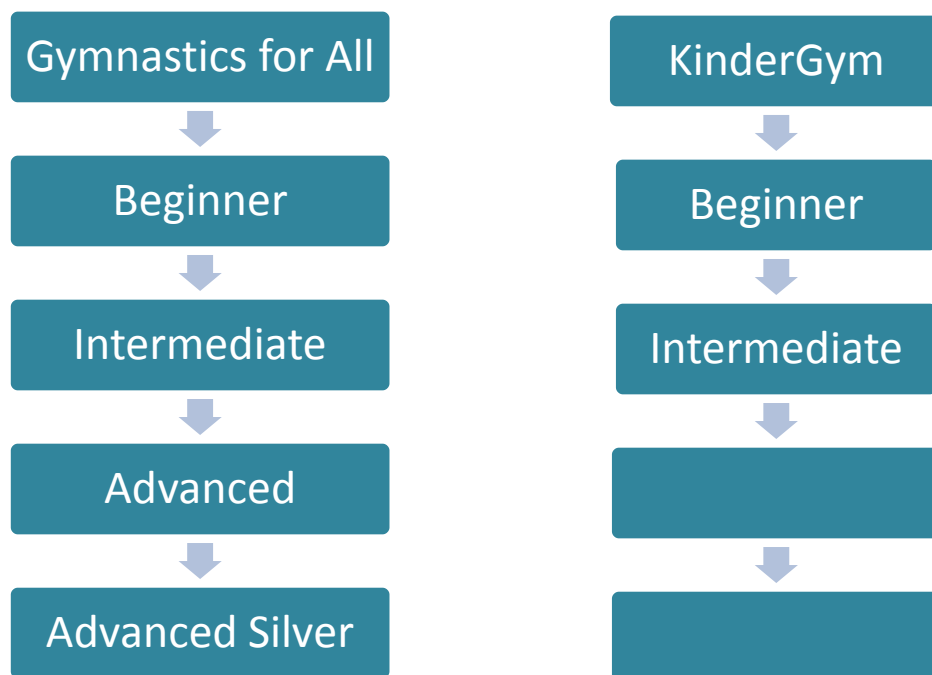 Gymnastics for All
Beginner
Intermediate
Advanced
Advanced Silver
KinderGym
Beginner
Intermediate